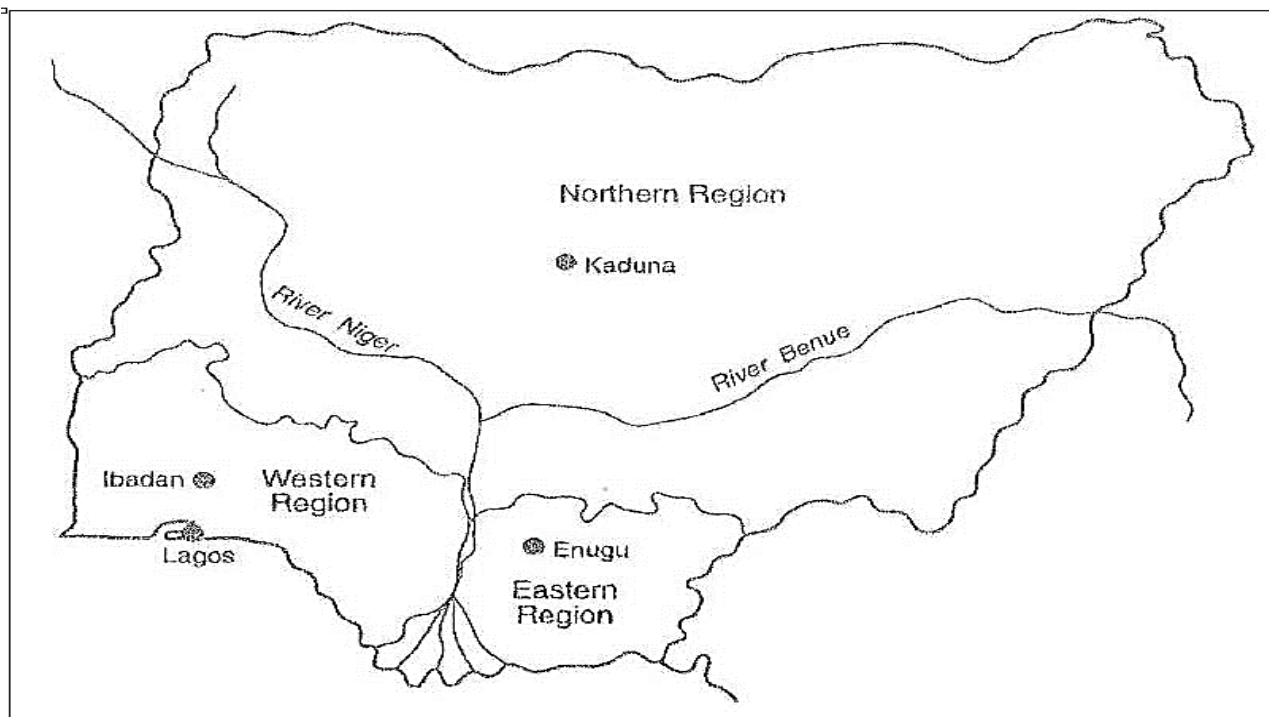 Northern Region
Kaduna
River Niger
River Benue
Ibadan
Western
Region
Lagos
Enugu
Eastern
Region